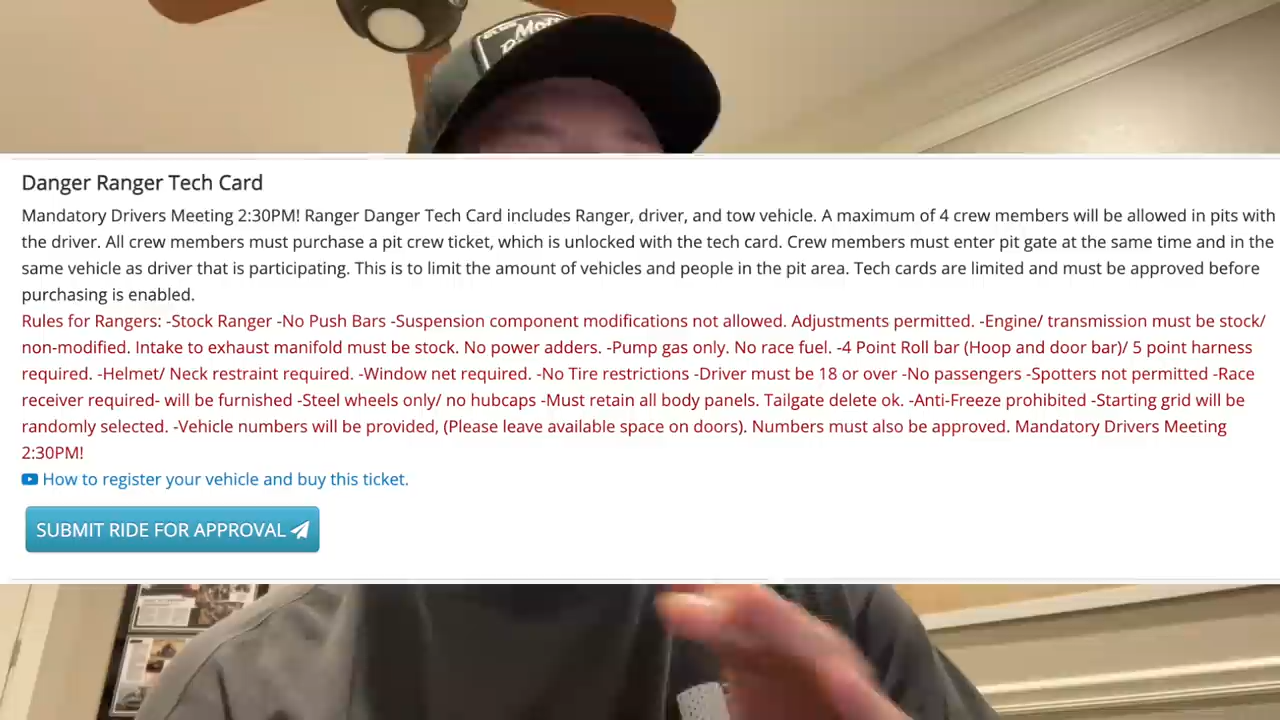 Danger Ranger Tech Card
Mandatory Drivers Meeting 2:30PM! Ranger Danger Tech Card includes Ranger, driver, and tow vehicle. A maximum of 4 crew members will be allowed in pits with
the driver. All crew members must purchase a pit crew ticket, which is unlocked with the tech card. Crew members must enter pit gate at the same time and in the
same vehicle as driver that is participating. This is to limit the amount of vehicles and people in the pit area. Tech cards are limited and must be approved before
purchasing is enabled.
Rules for Rangers: -Stock Ranger -No Push Bars -Suspension component modifications not allowed. Adjustments permitted. -Engine/ transmission must be stock/
non-modified. Intake to exhaust manifold must be stock. No power adders. -Pump gas only. No race fuel. -4 Point Roll bar (Hoop and door bar)/ 5 point harness
required. -Helmet/ Neck restraint required. -Window net required. -No Tire restrictions -Driver must be 18 or over -No passengers -Spotters not permitted -Race
receiver required- will be furnished -Steel wheels only/ no hubcaps -Must retain all body panels. Tailgate delete ok. -Anti-Freeze prohibited -Starting grid will be
randomly selected. -Vehicle numbers will be provided, (Please leave available space on doors). Numbers must also be approved. Mandatory Drivers Meeting
2:30PM!
How to register your vehicle and buy this ticket.
SUBMIT RIDE FOR APPROVAL